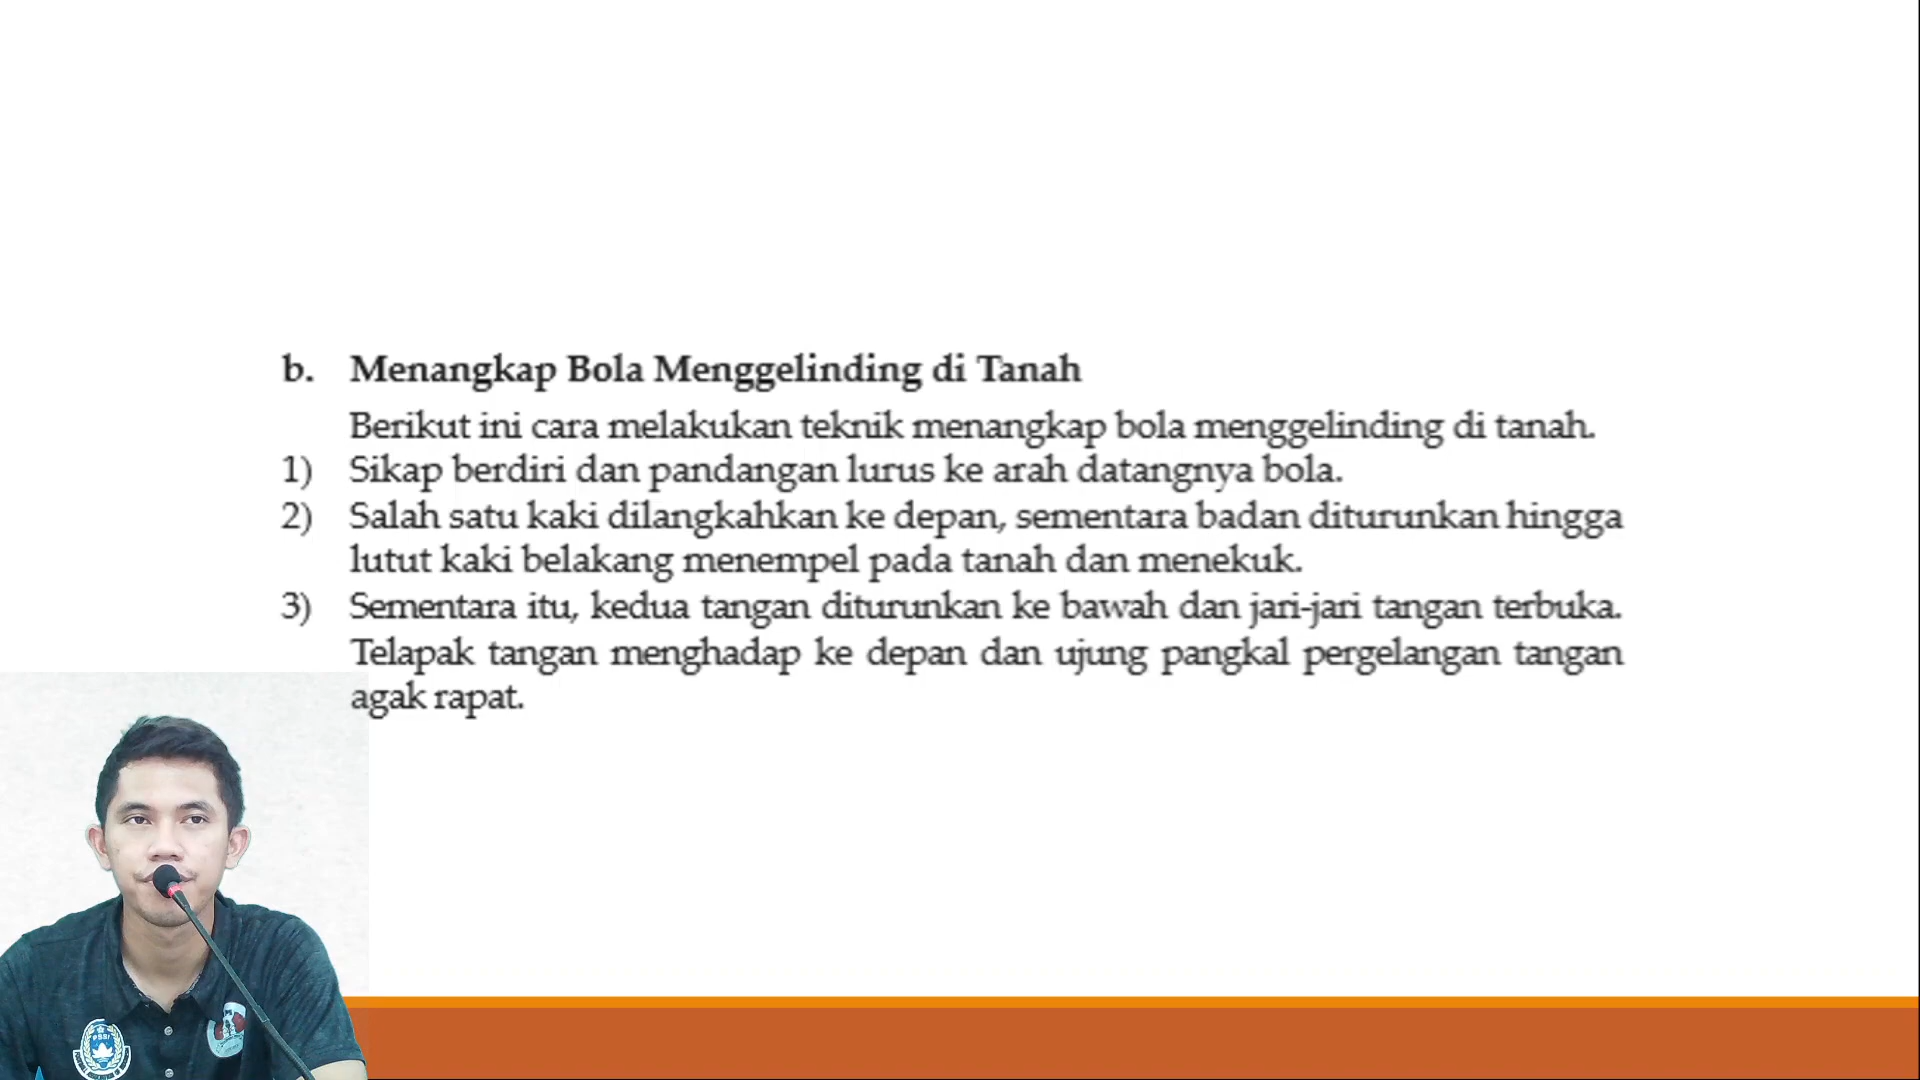 b. Menangkap Bola Menggelinding di Tanah
Berikut ini cara melakukan teknik menangkap bola menggelinding di tanah.
1) Sikap berdiri dan pandangan lurus ke arah datangnya bola.
2) Salah satu kaki dilangkahkan ke depan, sementara badan diturunkan hingga
lutut kaki belakang menempel pada tanah dan menekuk.
3) Sementara itu, kedua tangan diturunkan ke bawah dan jari-jari tangan terbuka.
Telapak tangan menghadap ke depan dan ujung pangkal pergelangan tangan
agak rapat.
PSSI